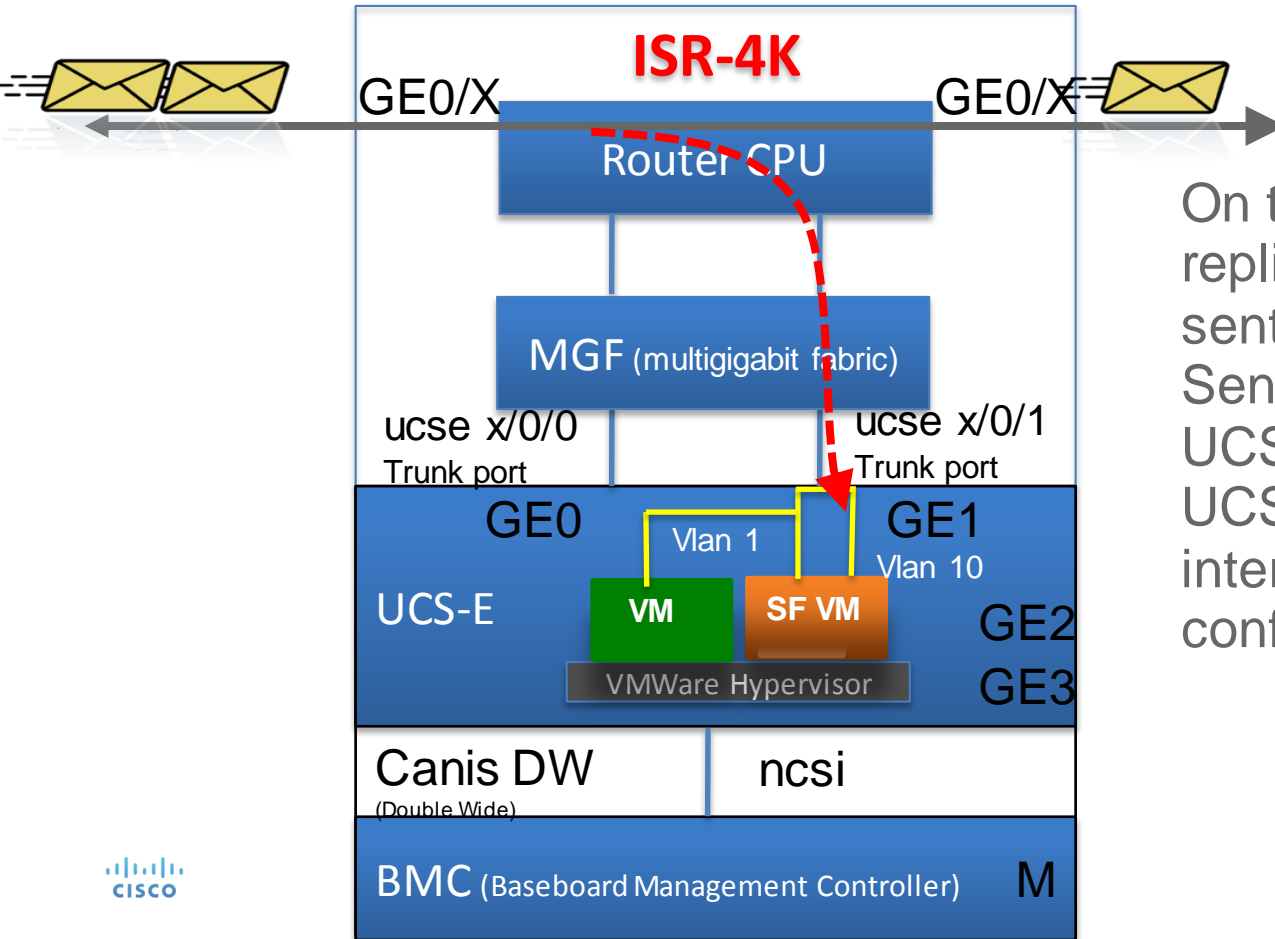 ISR-4K
GE0/X
GE0/X
Router CPU
MGF (multigigabit fabric)
ucse x/0/0
Trunk port
ucse x/0/1
Trunk port
GE0
GE1
Vlan 1
Vlan 10
UCS-E
VM
SF VM
GE2
VMWare Hypervisor
GE3
Canis DW
(Double Wide)
ncsi
BMC (Baseboard Management Controller)
M
CISCO
On
sent